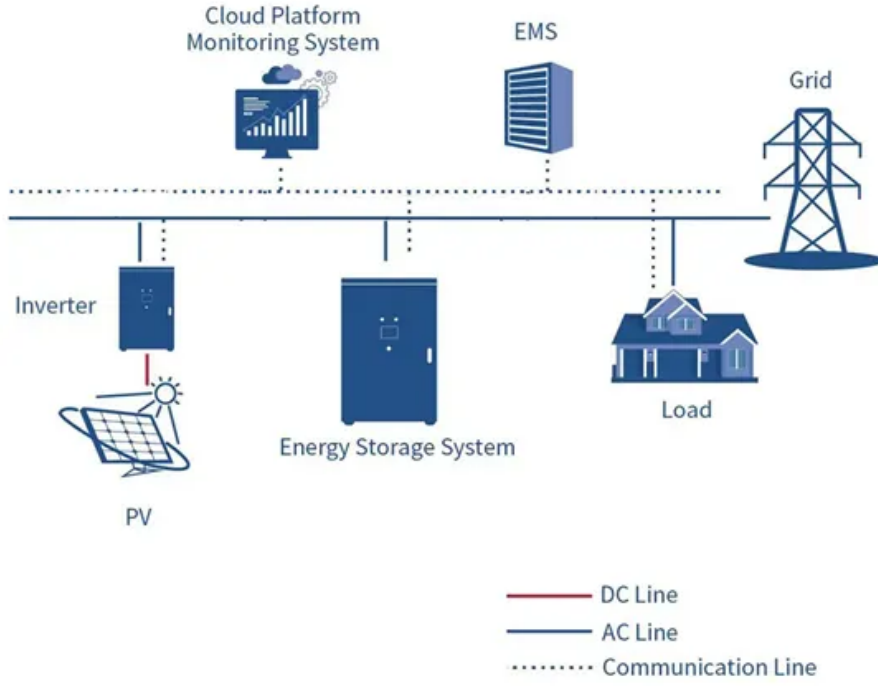 Cloud Platform
Monitoring System
EMS
Grid
Inverter
Load
Energy Storage System
PV
DC Line
AC Line
Communication Line